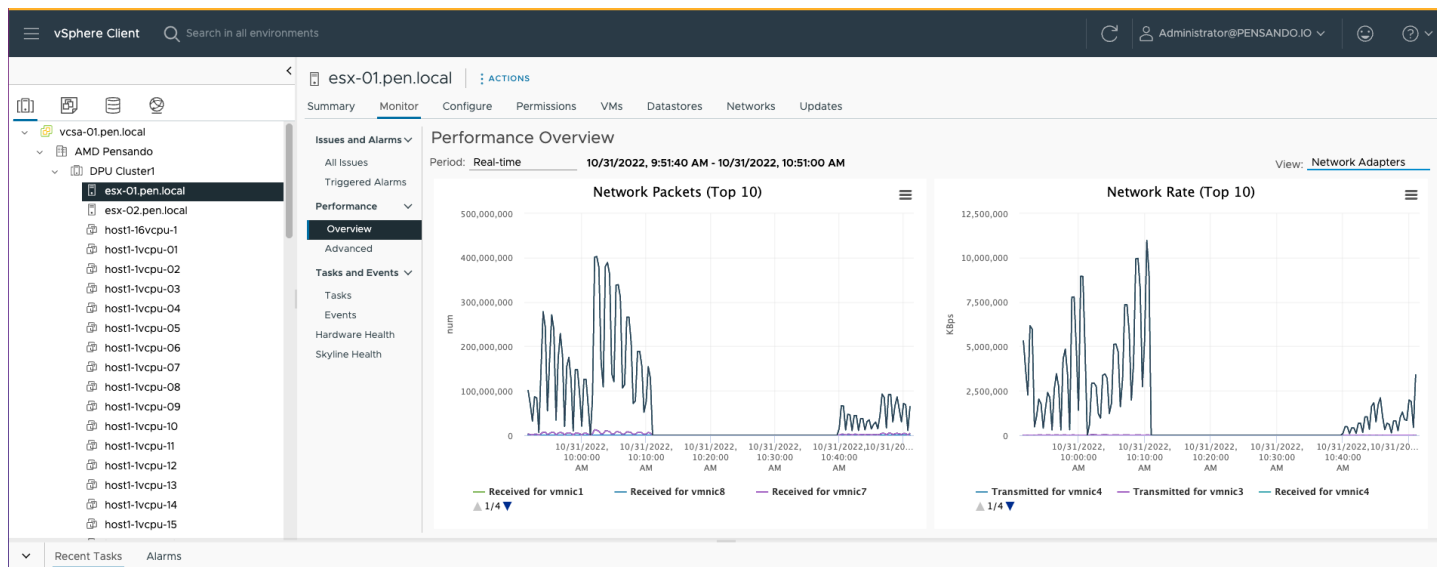 vSphere Client
Search in all environments
Administrator@PENSANDO.IO
vcsa-01.pen.local
AMD Pensando
DPU Cluster1
esx-01.pen.local
esx-02.pen.local
host1-16vcpu-1
host1-1vcpu-01
host1-1vcpu-02
host1-1vcpu-03
host1-1vcpu-04
host1-1vcpu-05
host1-1vcpu-06
host1-1vcpu-07
host1-1vcpu-08
host1-1vcpu-09
host1-1vcpu-10
host1-1vcpu-11
host1-1vcpu-12
host1-1vcpu-13
host1-1vcpu-14
host1-1vcpu-15
esx-01.pen.local
ACTIONS
Summary Monitor Configure Permissions VMs Datastores Networks Updates
Issues and Alarms
All Issues
Triggered Alarms
Performance
Overview
Advanced
Tasks and Events
Tasks
Events
Hardware Health
Skyline Health
Performance Overview
Period: Real-time 10/31/2022, 9:51:40 AM - 10/31/2022, 10:51:00 AM
View: Network Adapters
Network Packets (Top 10)
500,000,000
400,000,000
300,000,000
200,000,000
100,000,000
0
num
10/31/2022, 10/31/2022, 10/31/2022, 10/31/2022, 10/31/2022,10/31/20...
10:00:00 10:10:00 10:20:00 10:30:00 10:40:00
AM AM AM AM AM
Received for vmnic1 Received for vmnic8 Received for vmnic7
1/4
Network Rate (Top 10)
12,500,000
10,000,000
7,500,000
5,000,000
2,500,000
0
KBps
10/31/2022, 10/31/2022, 10/31/2022, 10/31/2022, 10/31/2022,10/31/20...
10:00:00 10:10:00 10:20:00 10:30:00 10:40:00
AM AM AM AM AM
Transmitted for vmnic4 Transmitted for vmnic3 Received for vmnic4
1/4
Recent Tasks Alarms